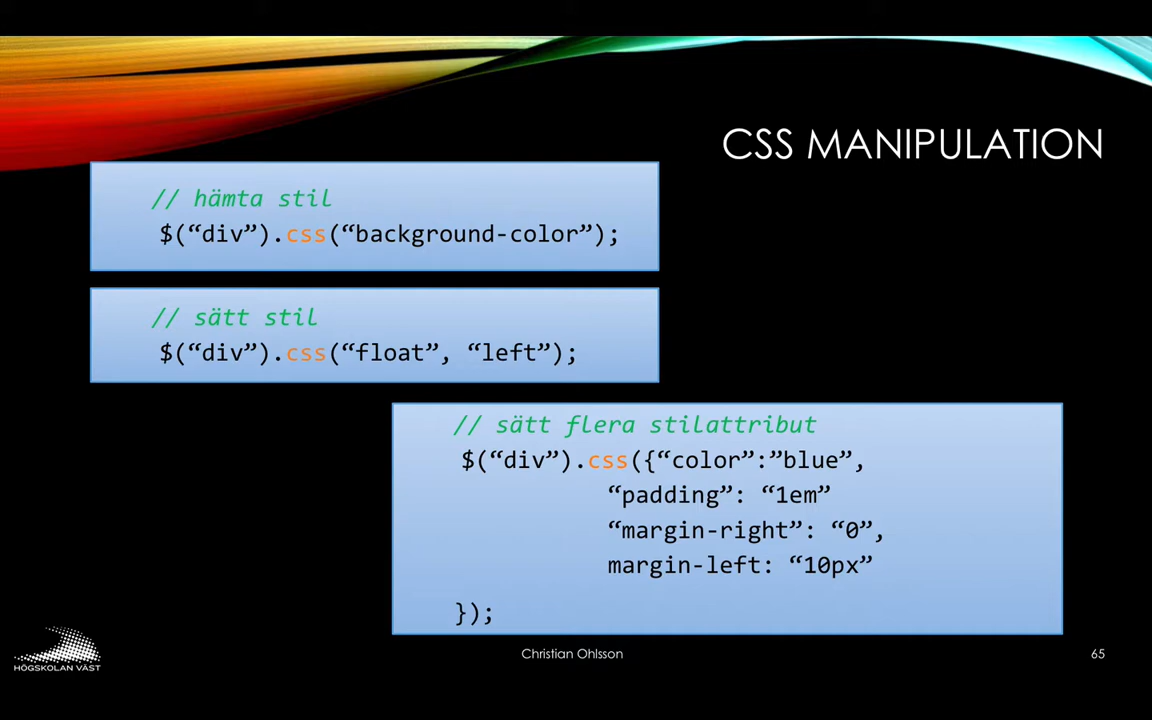 CSS MANIPULATION
// hämta stil
$(“div”).css(“background-color”);
// sätt stil
$(“div”).css(“float”, “left”);
// sätt flera stilattribut
$(“div”).css({“color”:”blue”,
“padding”: “1em”
“margin-right”: “0”,
margin-left: “10px”
});
HÖGSKOLAN VÄST
Christian Ohlsson
65